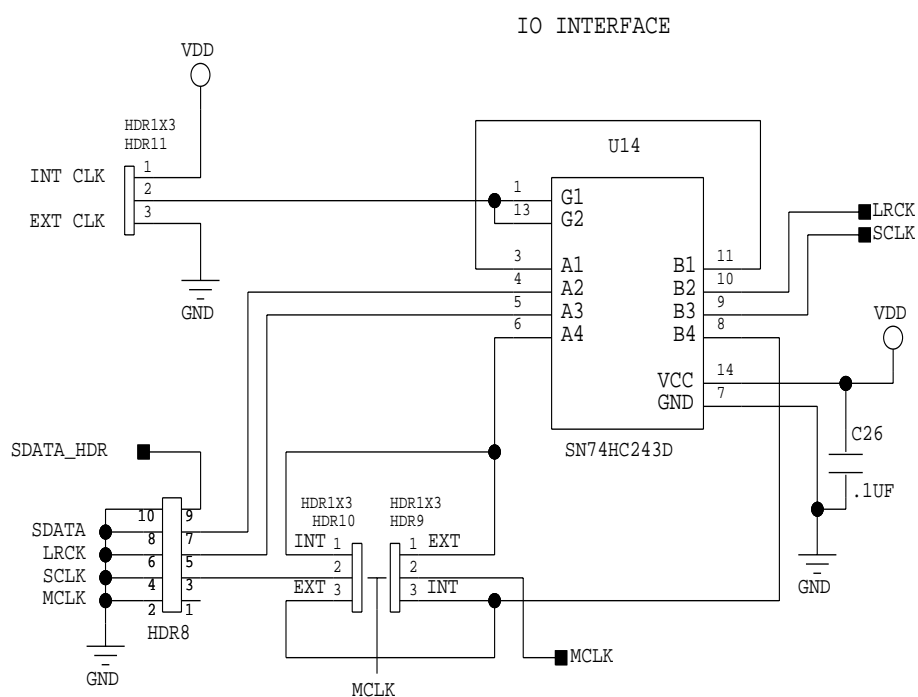 IO INTERFACE
VDD
HDR1X3
HDR11
INT CLK
1
2
3
EXT CLK
GND
U14
1
13
G1
G2
3
4
5
6
A1
A2
A3
A4
B1
B2
B3
B4
11
10
9
8
LRCK
SCLK
VDD
VCC
GND
14
7
SN74HC243D
C26
.1UF
GND
SDATA_HDR
10
9
8
7
6
5
4
3
2
1
SDATA
LRCK
SCLK
MCLK
HDR8
GND
HDR1X3
HDR10
INT
1
2
EXT
3
HDR1X3
HDR9
1
EXT
2
3
INT
MCLK
MCLK